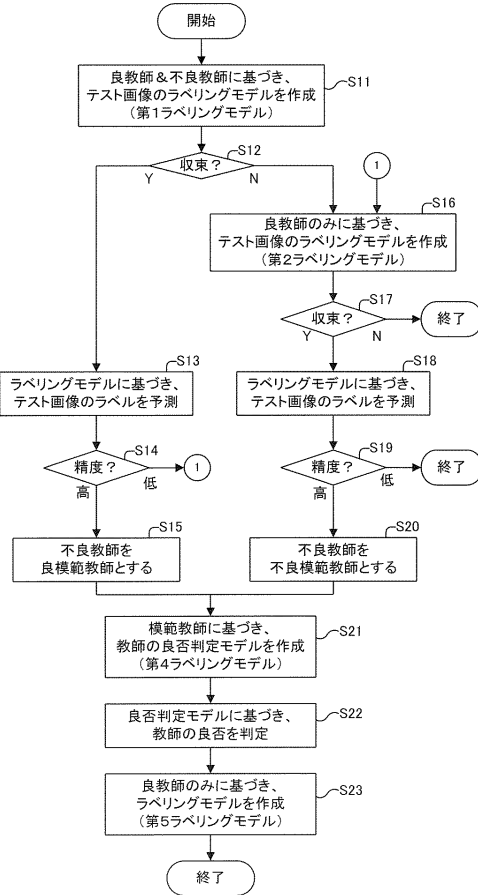 開始
良教師＆不良教師に基づき、
テスト画像のラベリングモデルを作成
（第1ラベリングモデル）
S11
収束？
S12
Y
N
1
良教師のみに基づき、
テスト画像のラベリングモデルを作成
（第2ラベリングモデル）
S16
収束？
S17
Y
N
終了
ラベリングモデルに基づき、
テスト画像のラベルを予測
S13
ラベリングモデルに基づき、
テスト画像のラベルを予測
S18
精度？
S14
高
低
1
精度？
S19
高
低
終了
不良教師を
良模範教師とする
S15
不良教師を
不良模範教師とする
S20
模範教師に基づき、
教師の良否判定モデルを作成
（第4ラベリングモデル）
S21
良否判定モデルに基づき、
教師の良否を判定
S22
良教師のみに基づき、
ラベリングモデルを作成
（第5ラベリングモデル）
S23
終了